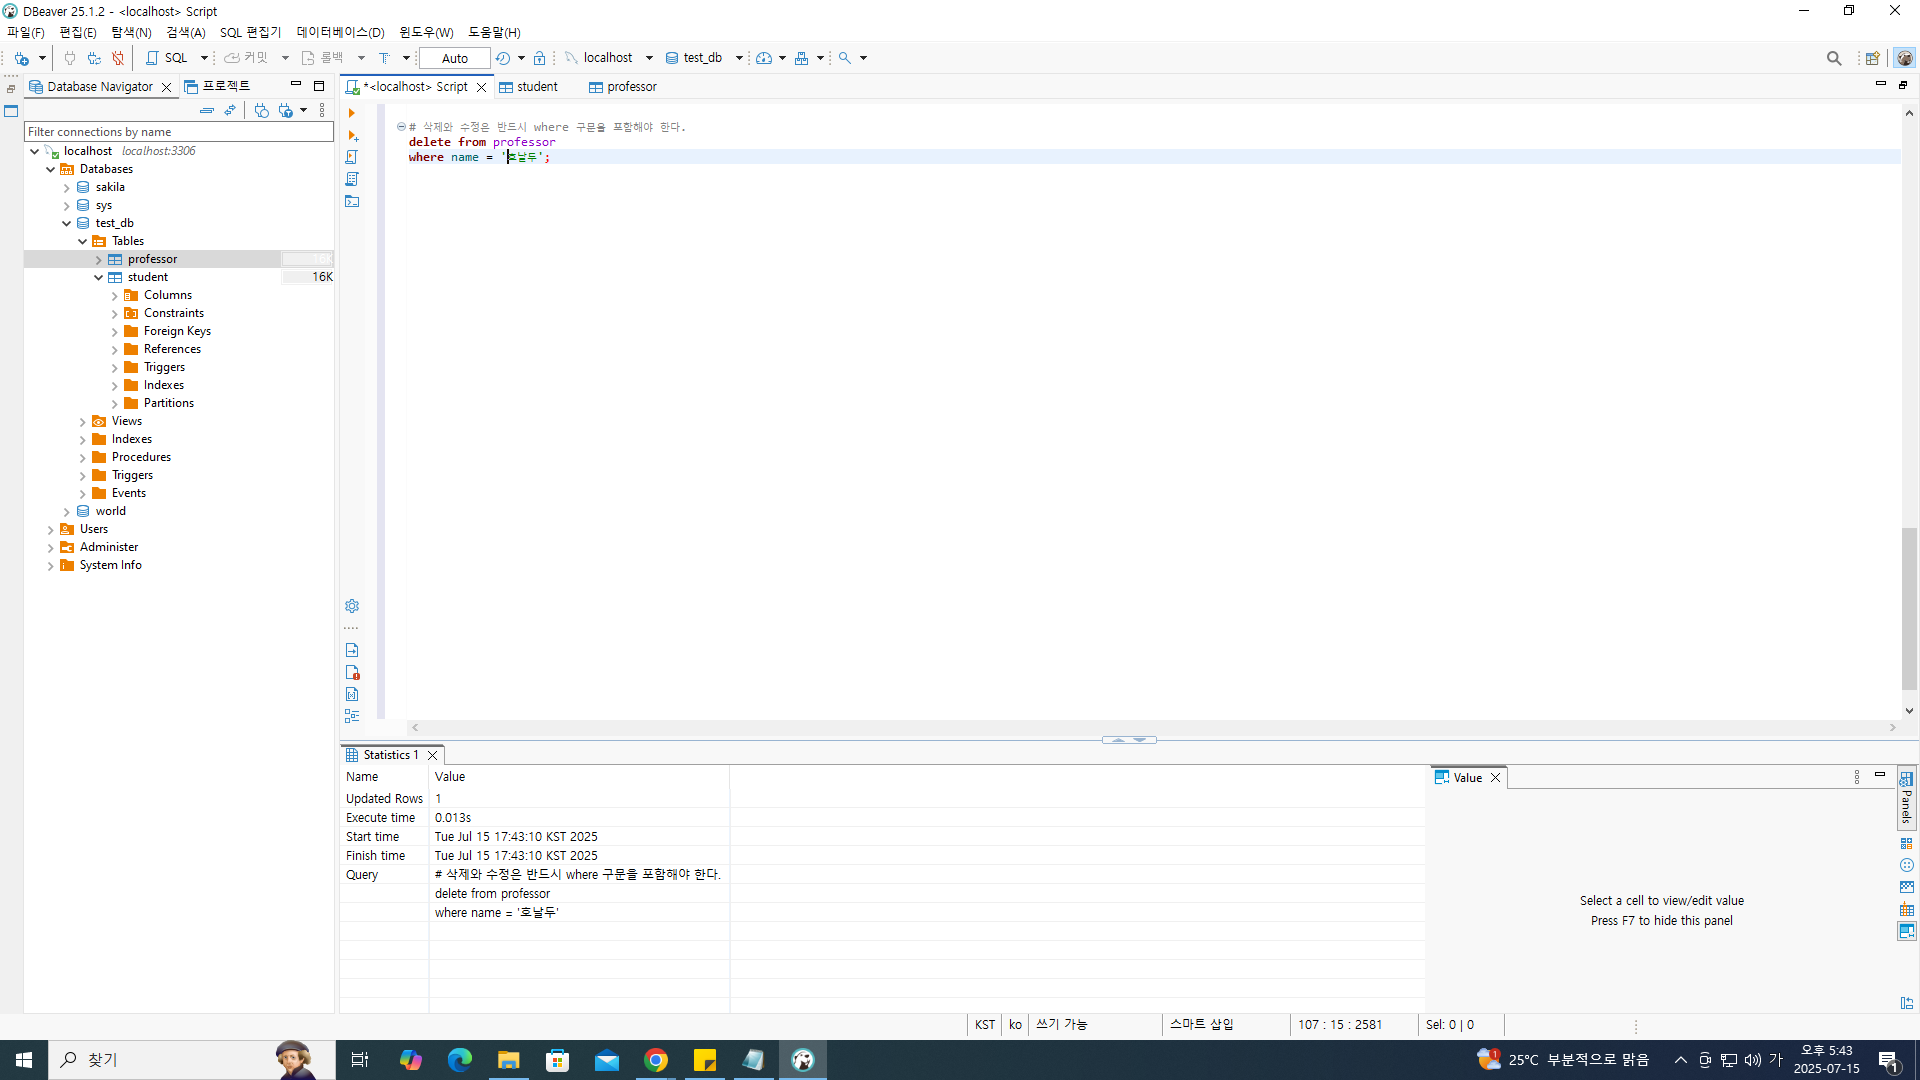 DBeaver 25.1.2 - <localhost> Script
파일(F) 편집(E) 탐색(N) 검색(A) SQL 편집기 데이터베이스(D) 윈도우(W) 도움말(H)
SQL 커밋 롤백 T Auto localhost test_db
Database Navigator 프로젝트
*<localhost> Script student professor
Filter connections by name
localhost localhost:3306
Databases
sakila
sys
test_db
Tables
professor
student 16K
Columns
Constraints
Foreign Keys
References
Triggers
Indexes
Partitions
Views
Indexes
Procedures
Triggers
Events
world
Users
Administer
System Info
# 삭제와 수정은 반드시 where 구문을 포함해야 한다.
delete from professor
where name = '호날두';
Statistics 1
Name Value
Updated Rows 1
Execute time 0.013s
Start time Tue Jul 15 17:43:10 KST 2025
Finish time Tue Jul 15 17:43:10 KST 2025
Query # 삭제와 수정은 반드시 where 구문을 포함해야 한다.
delete from professor
where name = '호날두'
Value
Panels
Select a cell to view/edit value
Press F7 to hide this panel
KST ko 쓰기 가능 스마트 삽입 107 : 15 : 2581 Sel: 0 | 0
찾기
25°C 부분적으로 맑음 가 오후 5:43
2025-07-15
1